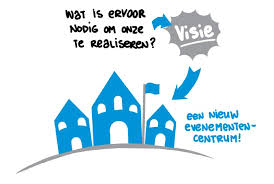 WAT IS ERVOOR
NODIG OM ONZE
TE REALISEREN?
Visie
EEN NIEUW
EVENEMENTEN-
CENTRUM!